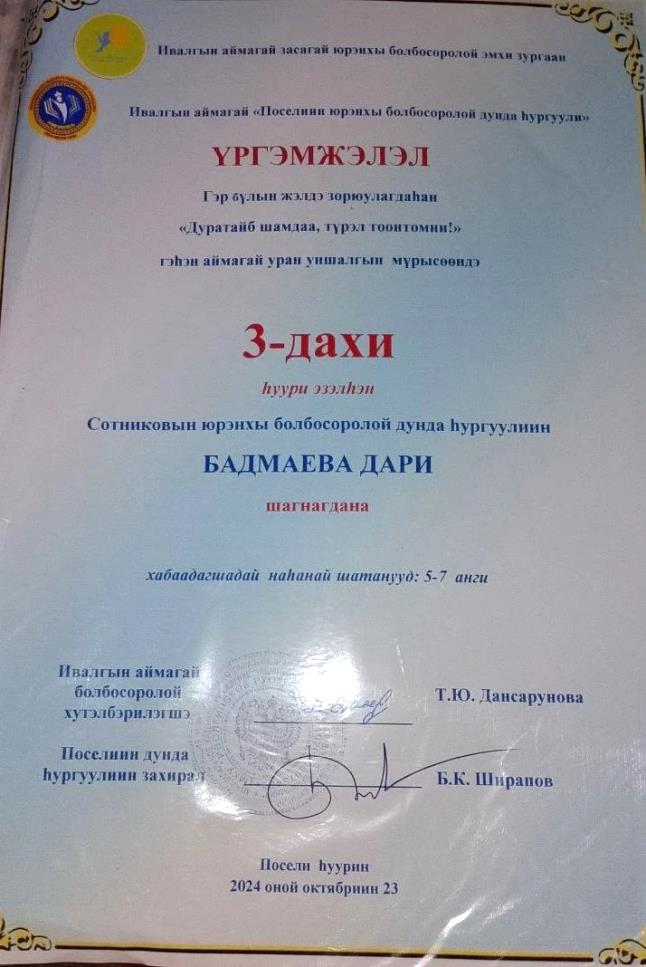 Ивалгын аймагай засагай юрэнхы болбосоролой эмхи зургаан
Ивалгын аймагай «Поселиин юрэнхы болбосоролой дунда һургуули»
ҮРГЭМЖЭЛЭЛ
Гэр бүлын жэлдэ зорюулагдаһан
«Дуратайб шамдаа, түрэл тоонтомни!»
гэһэн аймагай уран уншалгын мүрысөөндэ
3-дахи
һуури эзэлһэн
Сотниковын юрэнхы болбосоролой дунда һургуулиин
БАДМАЕВА ДАРИ
шагнагдана
хабаадагшадай наһанай шатанууд: 5-7 анги
Ивалгын аймагай
болбосоролой
хутэлбэрилэгшэ
Т.Ю. Дансарунова
Поселиин дунда
һургуулиин захирал
Б.К. Ширапов
Посели һуурин
2024 оной октябриин 23